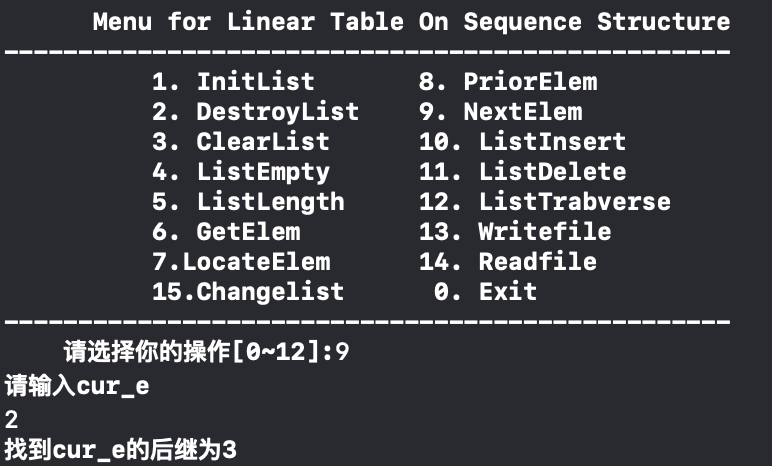 Menu for Linear Table On Sequence Structure
-------------------------------------------------
1. InitList 8. PriorElem
2. DestroyList 9. NextElem
3. ClearList 10. ListInsert
4. ListEmpty 11. ListDelete
5. ListLength 12. ListTrabverse
6. GetElem 13. Writefile
7.LocateElem 14. Readfile
15.Changelist 0. Exit
-------------------------------------------------
请选择你的操作[0~12]:9
请输入cur_e
2
找到cur_e的后继为3